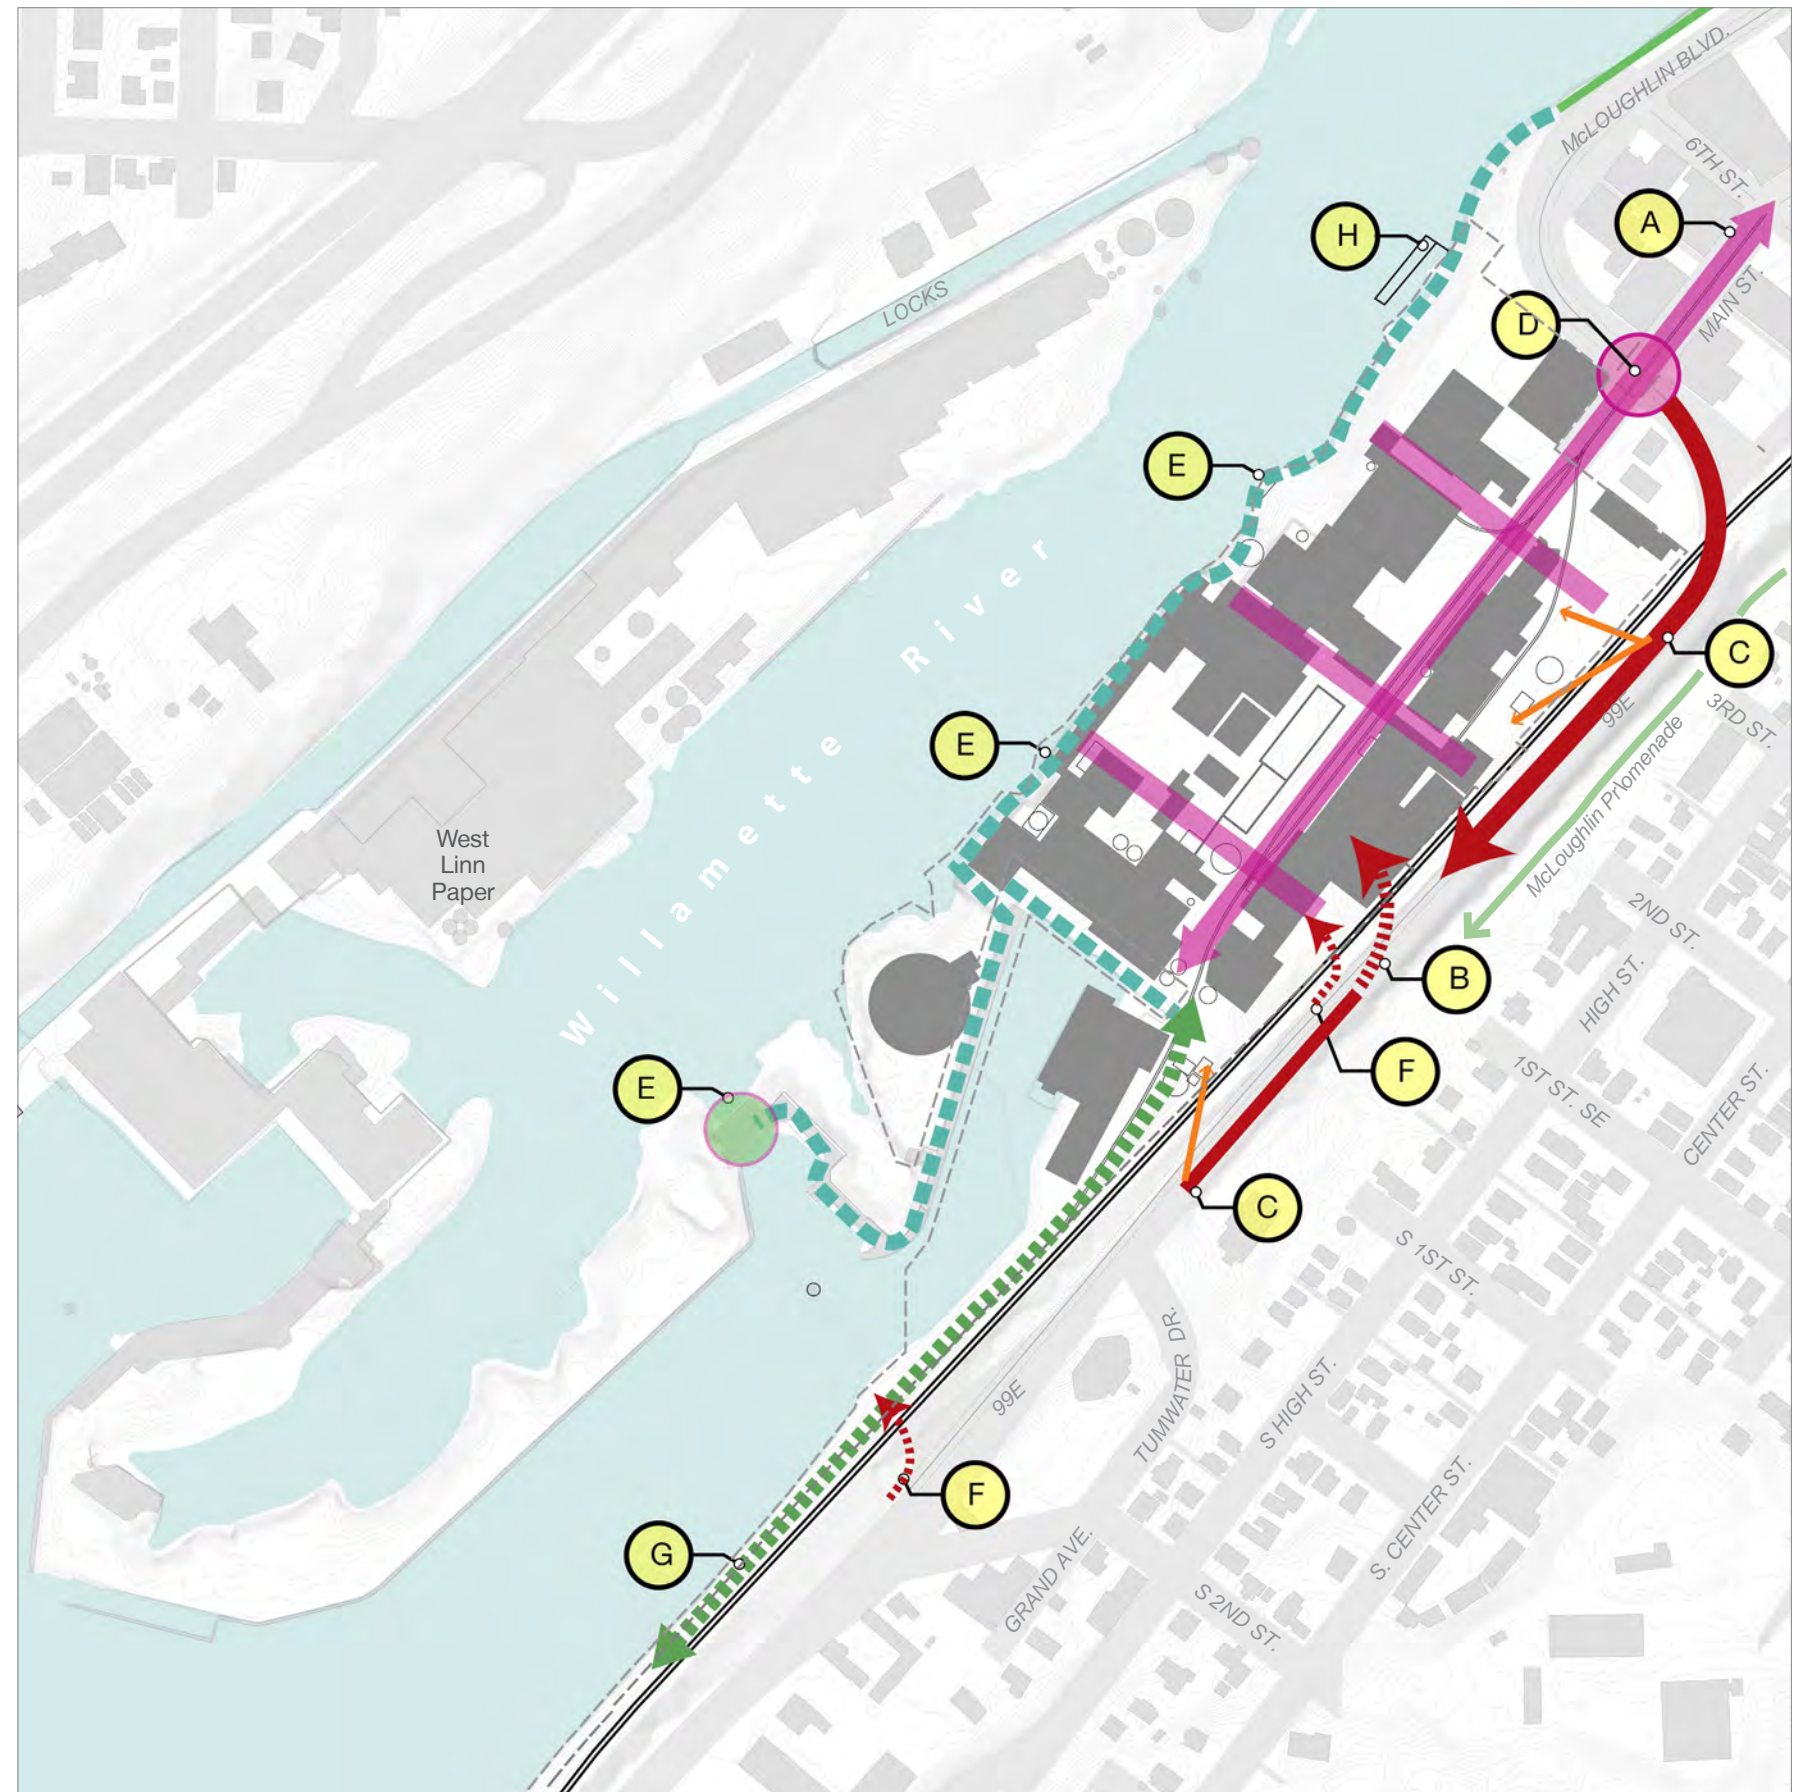 McLOUGHLIN BLVD.
6TH ST.
A
H
MAIN ST.
LOCKS
D
E
C
3RD ST.
99E
McLoughlin Promenade
Willamette River
E
West
Linn
Paper
2ND ST.
HIGH ST.
B
F
1ST ST. SE
CENTER ST.
E
C
S 1ST ST.
TUMWATER DR.
99E
S HIGH ST.
F
S. CENTER ST.
G
GRAND AVE.
S 2ND ST.